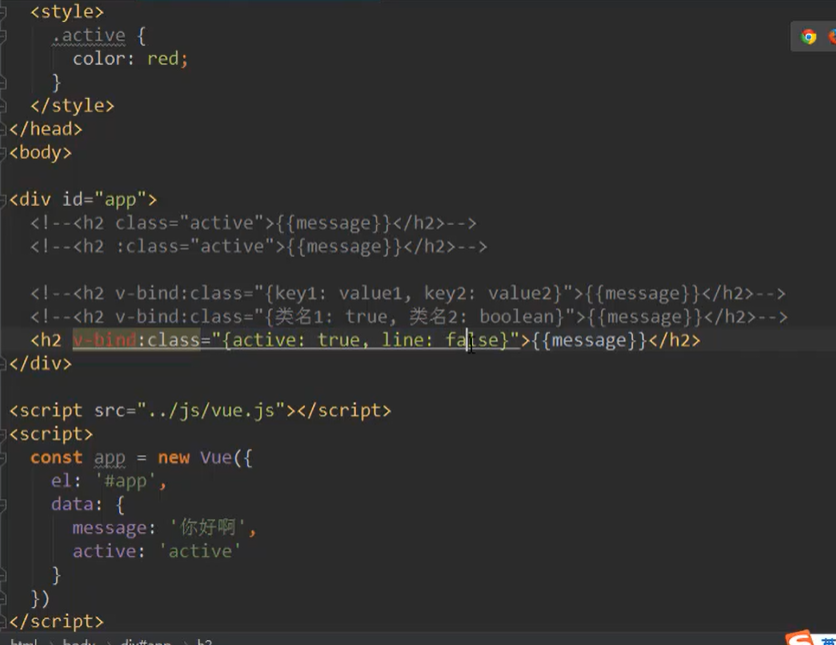 <style>
.active {
color: red;
}
</style>
</head>
<body>
<div id="app">
<!--<h2 class="active">{{message}}</h2>-->
<!--<h2 :class="active">{{message}}</h2>-->
<!--<h2 v-bind:class="{key1: value1, key2: value2}">{{message}}</h2>-->
<!--<h2 v-bind:class="{类名1: true, 类名2: boolean}">{{message}}</h2>-->
<h2 v-bind:class="{active: true, line: false}">{{message}}</h2>
</div>
<script src="../js/vue.js"></script>
<script>
const app = new Vue({
el: '#app',
data: {
message: '你好啊',
active: 'active'
}
})
</script>